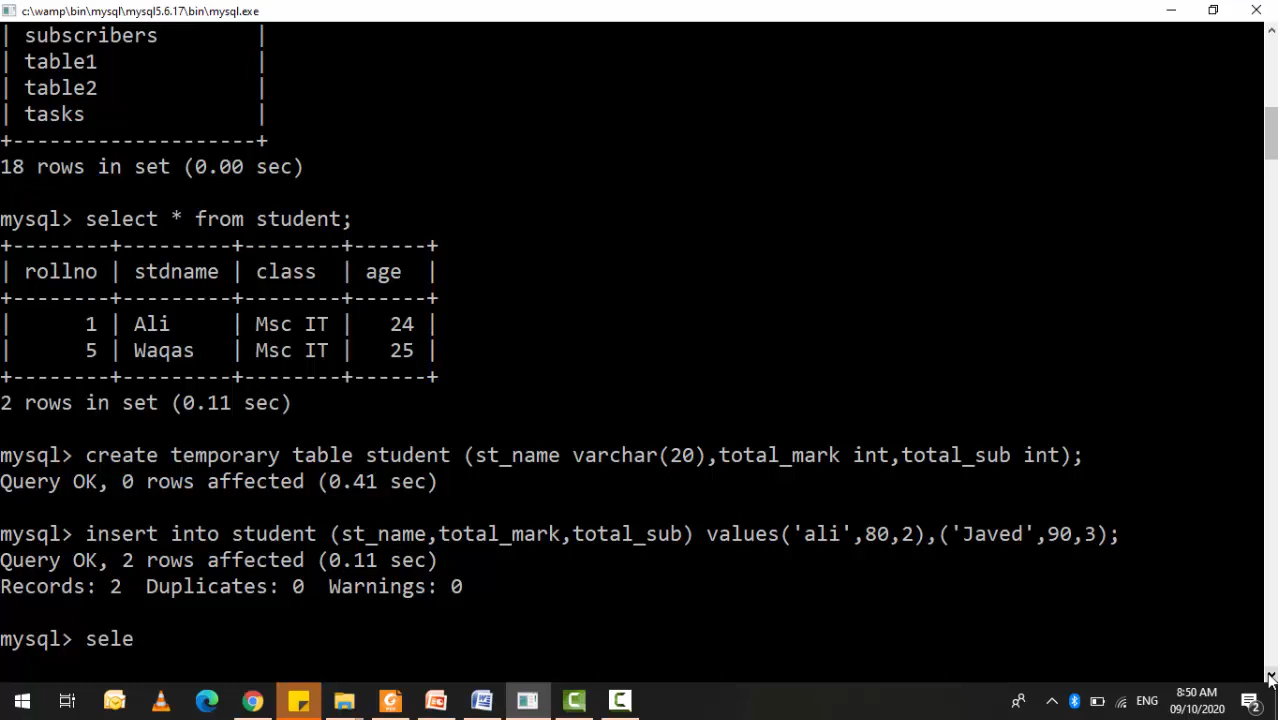 c:\wamp\bin\mysql\mysql5.6.17\bin\mysql.exe
| subscribers        |
| table1             |
| table2             |
| tasks              |
+--------------------+
18 rows in set (0.00 sec)
mysql> select * from student;
+--------+---------+--------+------+
| rollno | stdname | class  | age  |
+--------+---------+--------+------+
|      1 | Ali     | Msc IT |   24 |
|      5 | Waqas   | Msc IT |   25 |
+--------+---------+--------+------+
2 rows in set (0.11 sec)
mysql> create temporary table student (st_name varchar(20),total_mark int,total_sub int);
Query OK, 0 rows affected (0.41 sec)
mysql> insert into student (st_name,total_mark,total_sub) values('ali',80,2),('Javed',90,3);
Query OK, 2 rows affected (0.11 sec)
Records: 2  Duplicates: 0  Warnings: 0
mysql> sele
ENG
8:50 AM
09/10/2020
2